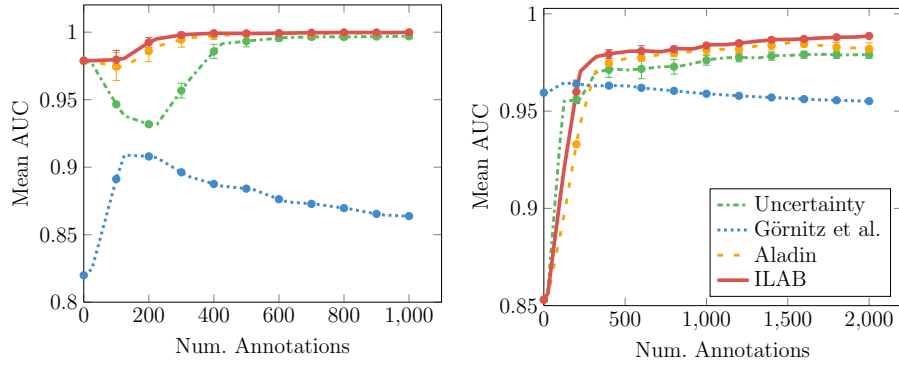 1
0.95
0.9
0.85
0.8
Mean AUC
0 200 400 600 800 1,000
Num. Annotations
1
0.95
0.9
0.85
Mean AUC
0 500 1,000 1,500 2,000
Num. Annotations
Uncertainty
Görnitz et al.
Aladin
ILAB